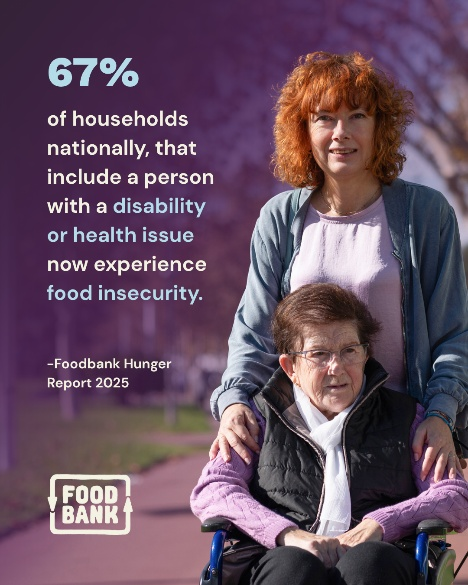 67%
of households
nationally, that
include a person
with a disability
or health issue
now experience
food insecurity.
-Foodbank Hunger
Report 2025
FOOD
BANK